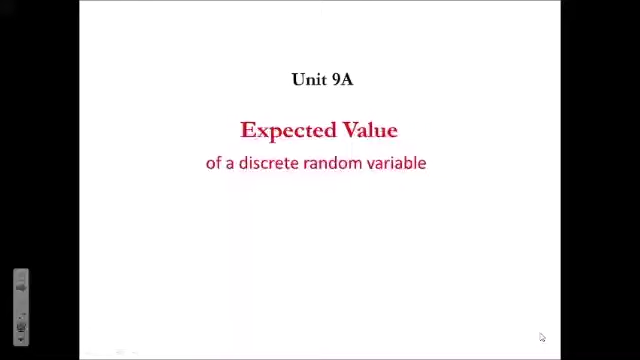 Unit 9A
Expected Value
of a discrete random variable